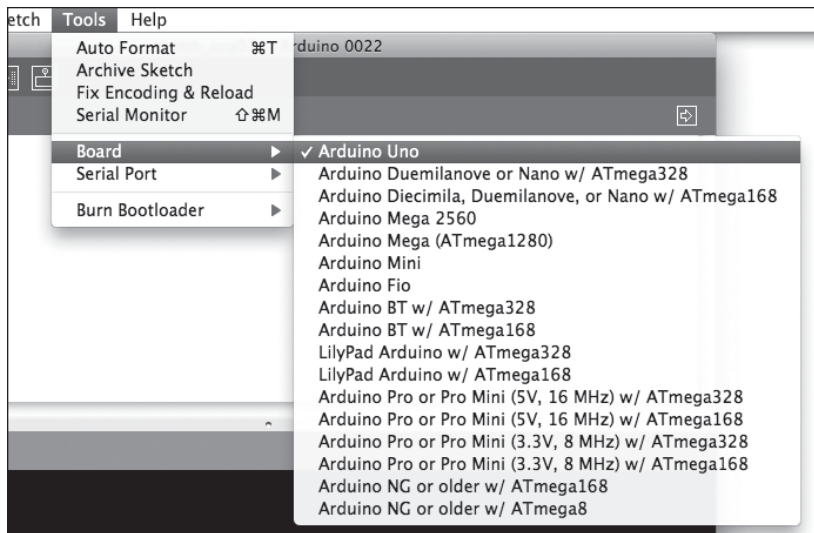 etch Tools Help
rduino 0022
Auto Format ⌘T
Archive Sketch
Fix Encoding & Reload
Serial Monitor ⇧⌘M
Board ▶
Serial Port ▶
Burn Bootloader ▶
✓ Arduino Uno
Arduino Duemilanove or Nano w/ ATmega328
Arduino Diecimila, Duemilanove, or Nano w/ ATmega168
Arduino Mega 2560
Arduino Mega (ATmega1280)
Arduino Mini
Arduino Fio
Arduino BT w/ ATmega328
Arduino BT w/ ATmega168
LilyPad Arduino w/ ATmega328
LilyPad Arduino w/ ATmega168
Arduino Pro or Pro Mini (5V, 16 MHz) w/ ATmega328
Arduino Pro or Pro Mini (5V, 16 MHz) w/ ATmega168
Arduino Pro or Pro Mini (3.3V, 8 MHz) w/ ATmega328
Arduino Pro or Pro Mini (3.3V, 8 MHz) w/ ATmega168
Arduino NG or older w/ ATmega168
Arduino NG or older w/ ATmega8